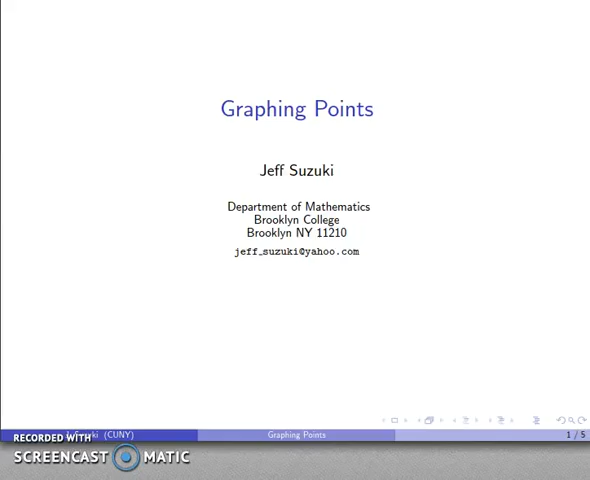 Graphing Points
Jeff Suzuki
Department of Mathematics
Brooklyn College
Brooklyn NY 11210
jeff_suzuki@yahoo.com
(CUNY)
Graphing Points
1 / 5
RECORDED WITH
SCREENCAST MATIC